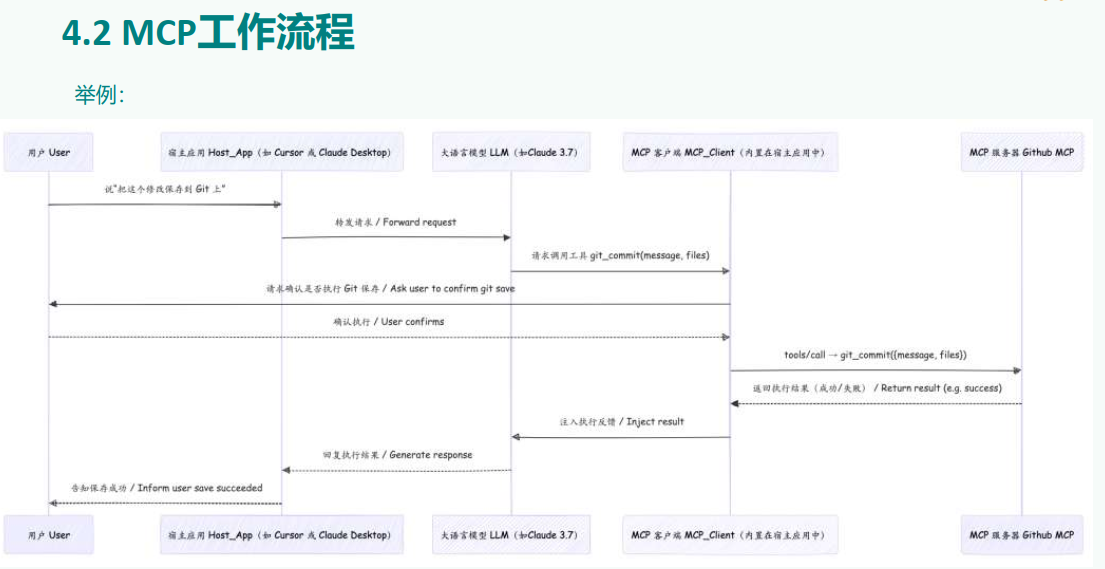 4.2 MCP工作流程
举例：
用户 User
宿主应用 Host_App（如 Cursor 或 Claude Desktop）
大语言模型 LLM（如Claude 3.7）
MCP 客户端 MCP_Client（内置在宿主应用中）
MCP 服务器 Github MCP
说“把这个修改保存到 Git 上”
转发请求 / Forward request
请求调用工具 git_commit(message, files)
请求确认是否执行 Git 保存 / Ask user to confirm git save
确认执行 / User confirms
tools/call → git_commit({message, files})
返回执行结果（成功/失败） / Return result (e.g. success)
注入执行反馈 / Inject result
回复执行结果 / Generate response
告知保存成功 / Inform user save succeeded
用户 User
宿主应用 Host_App（如 Cursor 或 Claude Desktop）
大语言模型 LLM（如Claude 3.7）
MCP 客户端 MCP_Client（内置在宿主应用中）
MCP 服务器 Github MCP